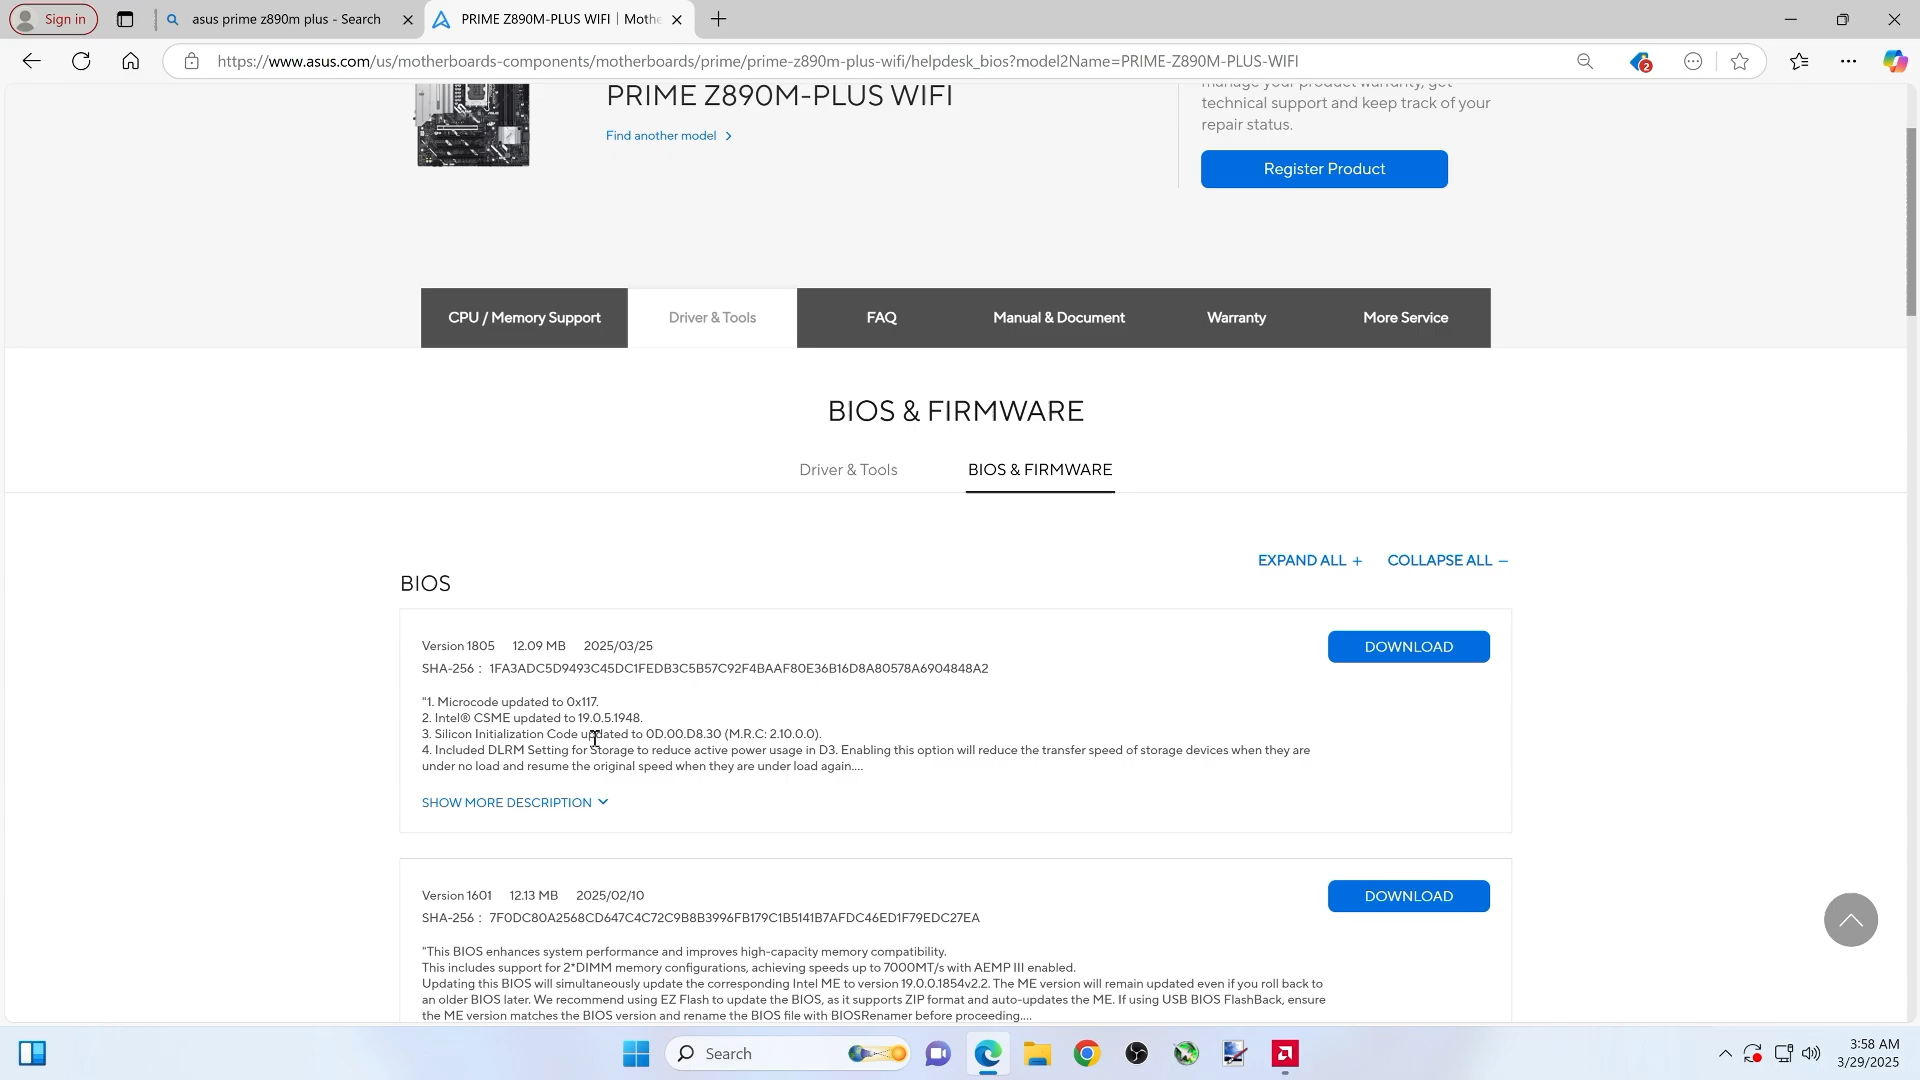 Sign in
asus prime z890m plus - Search
PRIME Z890M-PLUS WIFI | Mothe
https://www.asus.com/us/motherboards-components/motherboards/prime/prime-z890m-plus-wifi/helpdesk_bios?model2Name=PRIME-Z890M-PLUS-WIFI
2
PRIME Z890M-PLUS WIFI
Find another model
manage your product warranty, get
technical support and keep track of your
repair status.
Register Product
CPU / Memory Support
Driver & Tools
FAQ
Manual & Document
Warranty
More Service
BIOS & FIRMWARE
Driver & Tools
BIOS & FIRMWARE
EXPAND ALL +
COLLAPSE ALL −
BIOS
Version 1805 12.09 MB 2025/03/25
DOWNLOAD
SHA-256 : 1FA3ADC5D9493C45DC1FEDB3C5B57C92F4BAAF80E36B16D8A80578A6904848A2
"1. Microcode updated to 0x117.
2. Intel® CSME updated to 19.0.5.1948.
3. Silicon Initialization Code updated to 0D.00.D8.30 (M.R.C: 2.10.0.0).
4. Included DLRM Setting for Storage to reduce active power usage in D3. Enabling this option will reduce the transfer speed of storage devices when they are
under no load and resume the original speed when they are under load again....
SHOW MORE DESCRIPTION
Version 1601 12.13 MB 2025/02/10
DOWNLOAD
SHA-256 : 7F0DC80A2568CD647C4C72C9B8B3996FB179C1B5141B7AFDC46ED1F79EDC27EA
"This BIOS enhances system performance and improves high-capacity memory compatibility.
This includes support for 2*DIMM memory configurations, achieving speeds up to 7000MT/s with AEMP III enabled.
Updating this BIOS will simultaneously update the corresponding Intel ME to version 19.0.0.1854v2.2. The ME version will remain updated even if you roll back to
an older BIOS later. We recommend using EZ Flash to update the BIOS, as it supports ZIP format and auto-updates the ME. If using USB BIOS FlashBack, ensure
the ME version matches the BIOS version and rename the BIOS file with BIOSRenamer before proceeding....
Search
3:58 AM
3/29/2025